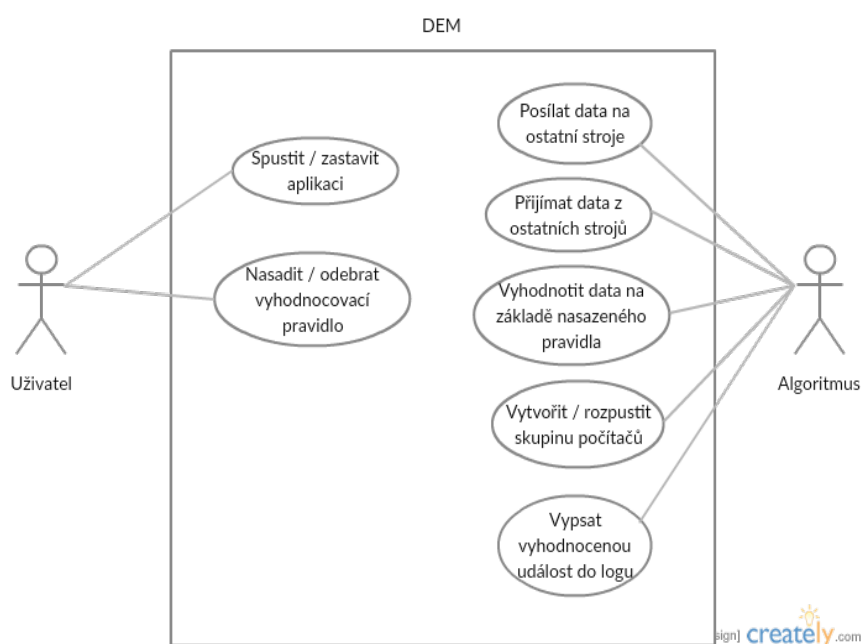 DEM
Spustit / zastavit
aplikaci
Nasadit / odebrat
vyhodnocovací
pravidlo
Uživatel
Posílat data na
ostatní stroje
Přijímat data z
ostatních strojů
Vyhodnotit data na
základě nasazeného
pravidla
Vytvořit / rozpustit
skupinu počítačů
Vypsat
vyhodnocenou
událost do logu
Algoritmus
sign] creately.com